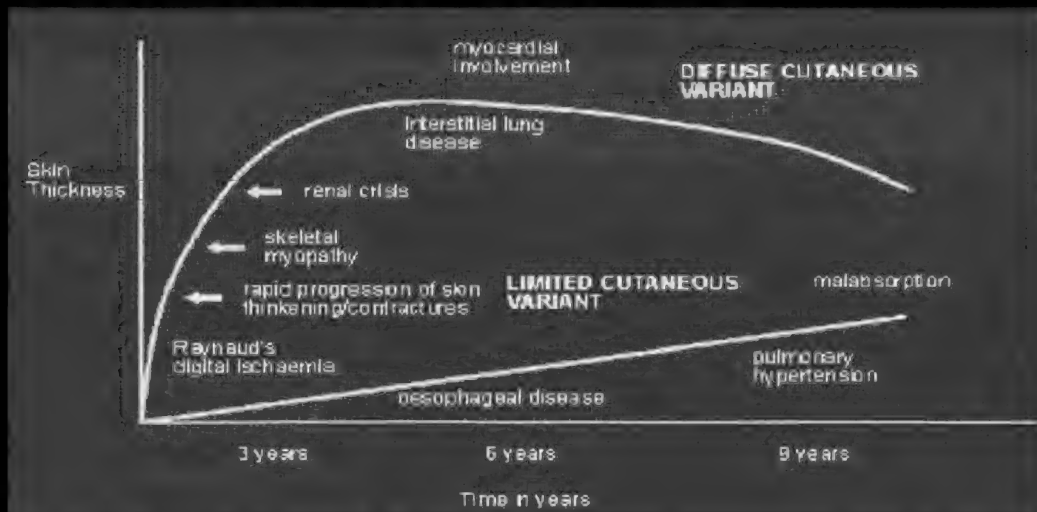 myocardial
involvement
DIFFUSE CUTANEOUS
VARIANT
Interstitial lung
disease
Skin
Thickness
renal crisis
skeletal
myopathy
rapid progression of skin
thinkening/contractures
LIMITED CUTANEOUS
VARIANT
malabsorption
Raynaud's
digital Ischaemia
pulmonary
hypertension
oesophageal disease
3 years
6 years
9 years
Time in years